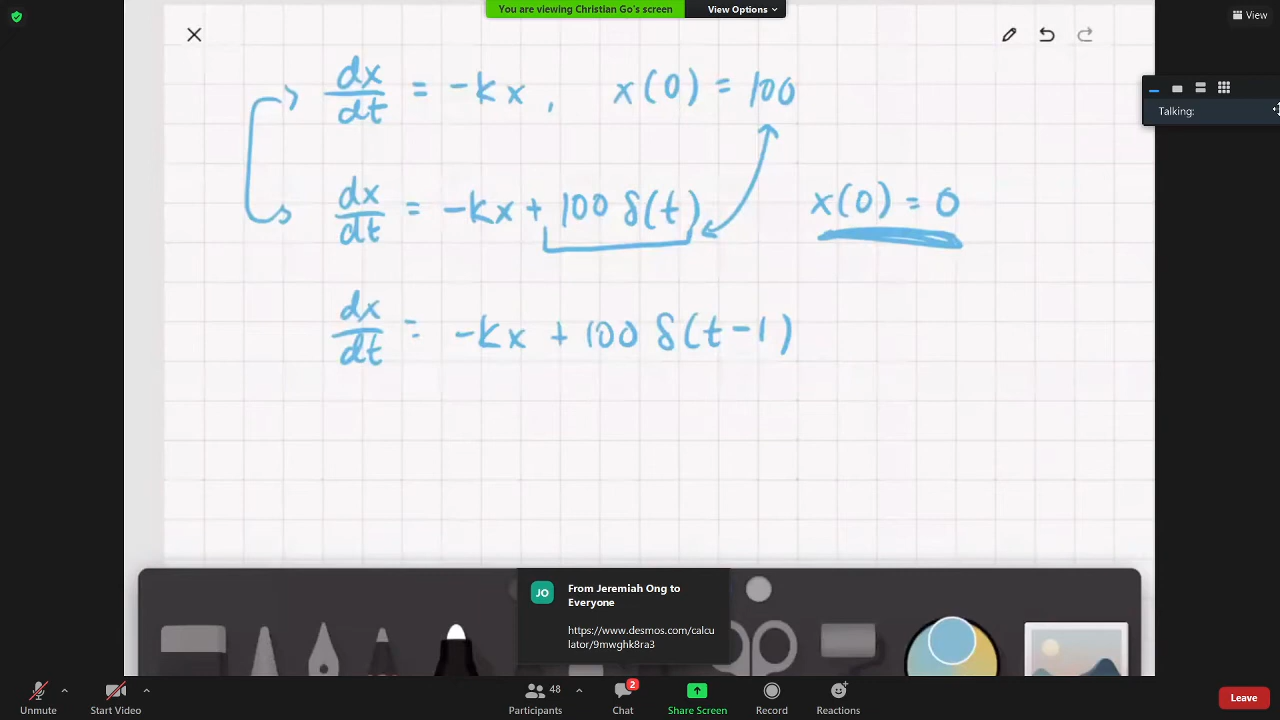 You are viewing Christian Go's screen
View Options
View
dx/dt = -kx, x(0) = 100
Talking:
dx/dt = -kx + 100 δ(t) x(0) = 0
dx/dt = -kx + 100 δ(t-1)
JO
From Jeremiah Ong to
Everyone
https://www.desmos.com/calcu
lator/9mwghk8ra3
Unmute
Start Video
48
Participants
2
Chat
Share Screen
Record
Reactions
Leave